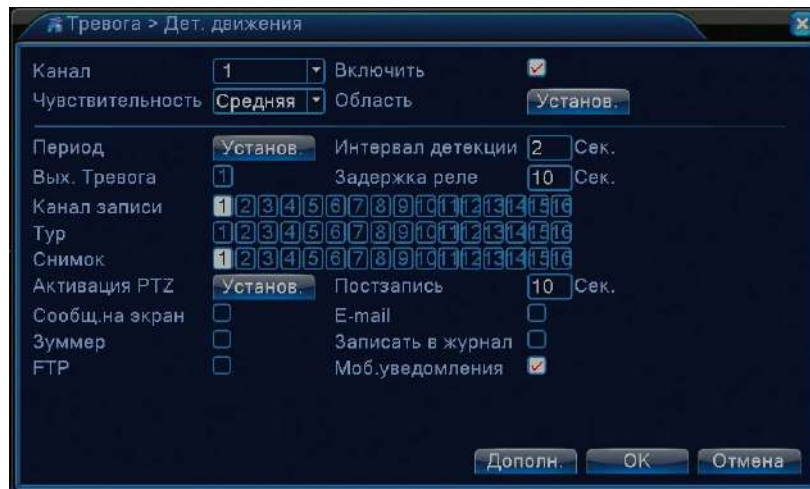 Тревога > Дет. движения
Канал 1 Включить
Чувствительность Средняя Область Установ.
Период Установ. Интервал детекции 2 Сек.
Вых. Тревога 1 Задержка реле 10 Сек.
Канал записи 1 2 3 4 5 6 7 8 9 10 11 12 13 14 15 16
Тур 1 2 3 4 5 6 7 8 9 10 11 12 13 14 15 16
Снимок 1 2 3 4 5 6 7 8 9 10 11 12 13 14 15 16
Активация PTZ Установ. Постзапись 10 Сек.
Сообщ.на экран E-mail
Зуммер Записать в журнал
FTP Моб.уведомления
Дополн. OK Отмена